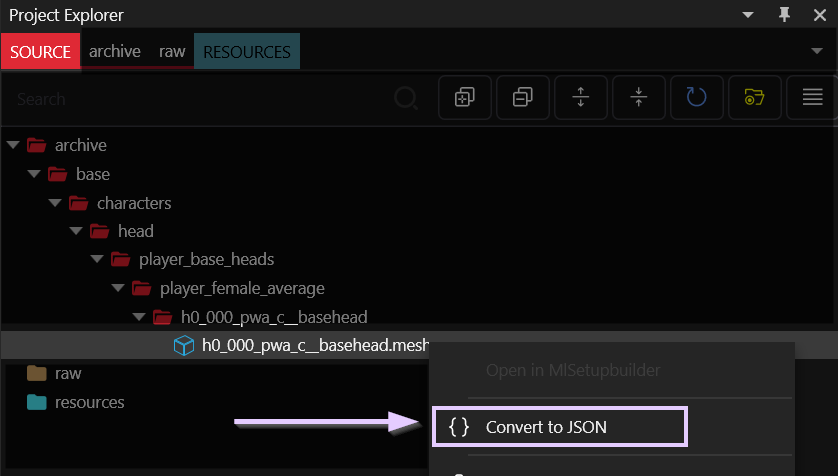 Project Explorer
SOURCE archive raw RESOURCES
Search
archive
base
characters
head
player_base_heads
player_female_average
h0_000_pwa_c__basehead
h0_000_pwa_c__basehead.mesh
Open in MlSetupbuilder
raw
resources
{ } Convert to JSON